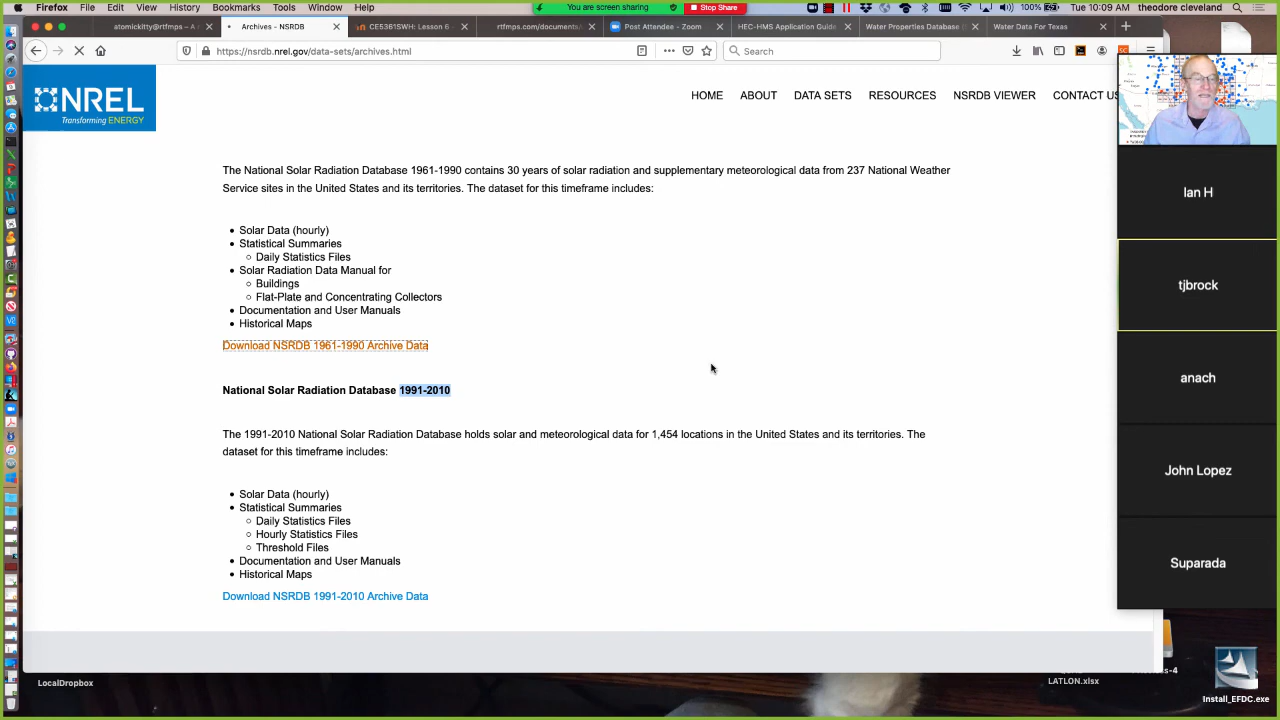 Firefox File Edit View History Bookmarks Tools Window Help
You are screen sharing
Stop Share
100% Tue 10:09 AM theodore cleveland
atomickitty@rtfmps — a
Archives - NSRDB
CE5361SWH: Lesson 6 -
rtfmps.com/documents/
Post Attendee - Zoom
HEC-HMS Application Guide
Water Properties Database
Water Data For Texas
https://nsrdb.nrel.gov/data-sets/archives.html
Search
NREL
Transforming ENERGY
HOME ABOUT DATA SETS RESOURCES NSRDB VIEWER CONTACT US
The National Solar Radiation Database 1961-1990 contains 30 years of solar radiation and supplementary meteorological data from 237 National Weather
Service sites in the United States and its territories. The dataset for this timeframe includes:
• Solar Data (hourly)
• Statistical Summaries
○ Daily Statistics Files
• Solar Radiation Data Manual for
○ Buildings
○ Flat-Plate and Concentrating Collectors
• Documentation and User Manuals
• Historical Maps
Download NSRDB 1961-1990 Archive Data
National Solar Radiation Database 1991-2010
The 1991-2010 National Solar Radiation Database holds solar and meteorological data for 1,454 locations in the United States and its territories. The
dataset for this timeframe includes:
• Solar Data (hourly)
• Statistical Summaries
○ Daily Statistics Files
○ Hourly Statistics Files
○ Threshold Files
• Documentation and User Manuals
• Historical Maps
Download NSRDB 1991-2010 Archive Data
Ian H
tjbrock
anach
John Lopez
Suparada
LocalDropbox
LATLON.xlsx
Install_EFDC.exe